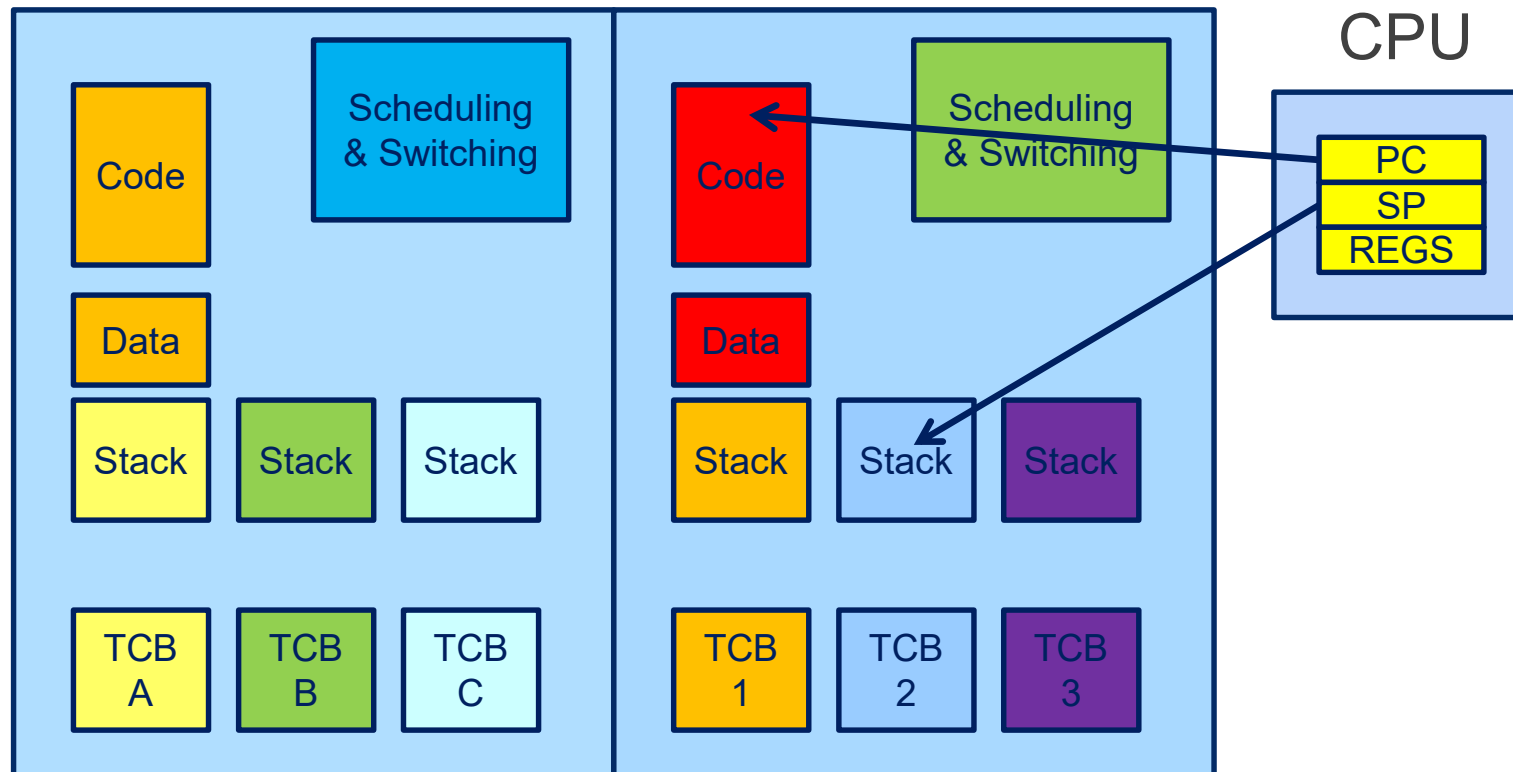 CPU
Scheduling
& Switching
Code
Data
Stack
Stack
Stack
TCB
A
TCB
B
TCB
C
Scheduling
& Switching
Code
Data
Stack
Stack
Stack
TCB
1
TCB
2
TCB
3
PC
SP
REGS